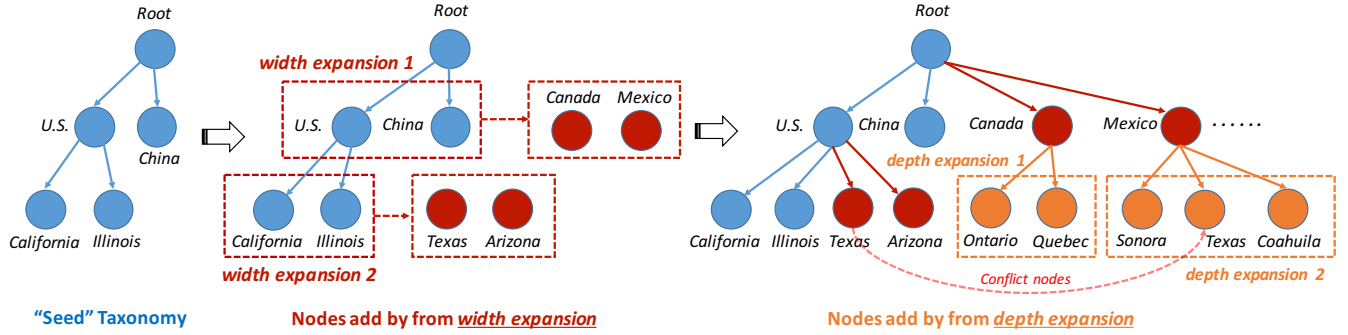 Root
U.S.
China
California
Illinois
"Seed" Taxonomy
Root
width expansion 1
U.S.
China
Canada
Mexico
California
Illinois
width expansion 2
Texas
Arizona
Nodes add by from width expansion
Root
U.S.
China
Canada
Mexico
......
depth expansion 1
California
Illinois
Texas
Arizona
Ontario
Quebec
Sonora
Texas
Coahuila
Conflict nodes
depth expansion 2
Nodes add by from depth expansion